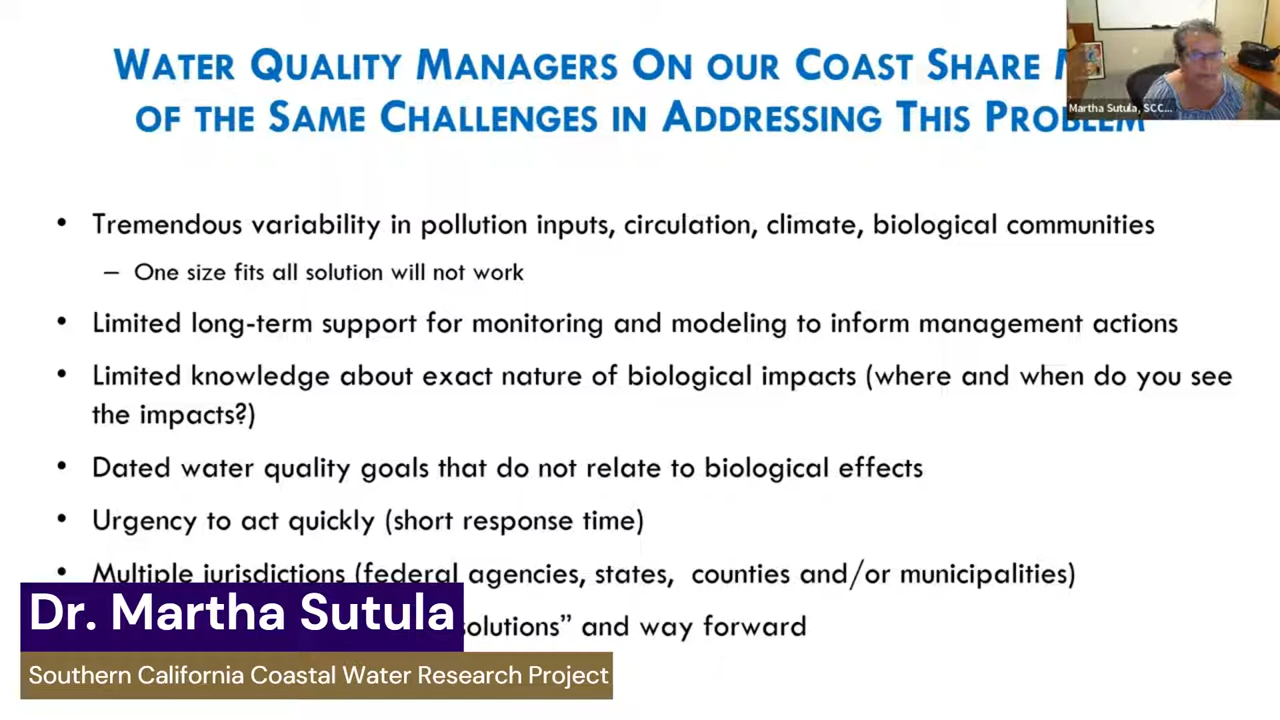 WATER QUALITY MANAGERS ON OUR COAST SHARE
OF THE SAME CHALLENGES IN ADDRESSING THIS PROBLEM
Martha Sutula, SCC...
• Tremendous variability in pollution inputs, circulation, climate, biological communities
– One size fits all solution will not work
• Limited long-term support for monitoring and modeling to inform management actions
• Limited knowledge about exact nature of biological impacts (where and when do you see
the impacts?)
• Dated water quality goals that do not relate to biological effects
• Urgency to act quickly (short response time)
• Multiple jurisdictions (federal agencies, states, counties and/or municipalities)
solutions” and way forward
Dr. Martha Sutula
Southern California Coastal Water Research Project